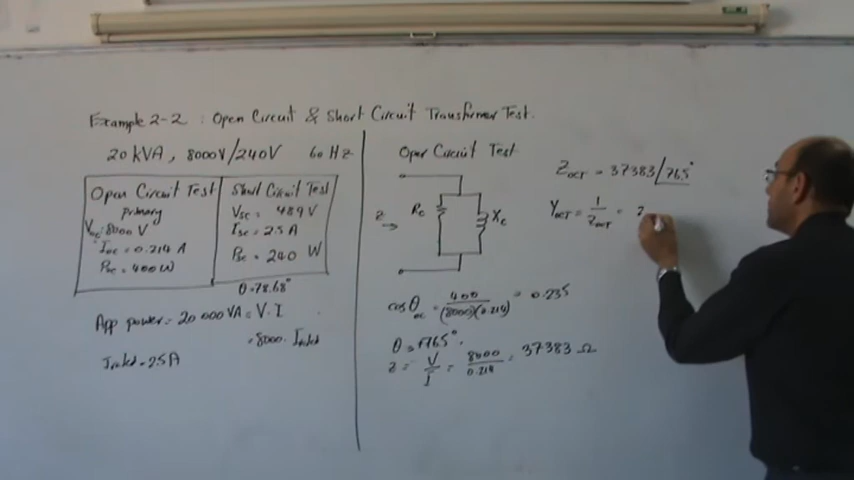 Example 2-2 : Open Circuit & Short Circuit Transformer Test.
20 kVA, 8000V/240V 60 Hz
Open Circuit Test
primary
Voc = 8000 V
Ioc = 0.214 A
Poc = 400 W
Short Circuit Test
Vsc = 489 V
Isc = 2.5 A
Psc = 240 W
θ = 78.68°
App power = 20 000 VA = V.I
= 8000. Irated
Irated = 2.5 A
Open Circuit Test
Z
Rc
Xc
cos θoc = 400 / (8000)(0.214) = 0.235
θ = 76.5°.
Z = V / I = 8000 / 0.214 = 37383 Ω
ZOCT = 37383 /76.5°
YOCT = 1 / ZOCT = 2